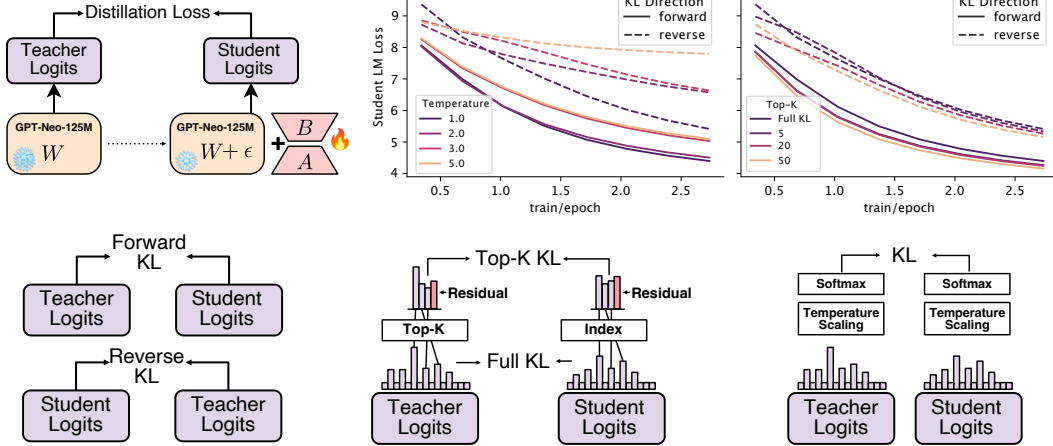 Distillation Loss
Teacher
Logits
Student
Logits
GPT-Neo-125M
W
GPT-Neo-125M
W + ϵ
+
B
A
Student LM Loss
9
8
7
6
5
4
KL Direction
forward
reverse
Temperature
1.0
2.0
3.0
5.0
0.5
1.0
1.5
2.0
2.5
train/epoch
KL Direction
forward
reverse
Top-K
Full KL
5
20
50
0.5
1.0
1.5
2.0
2.5
train/epoch
Forward
KL
Teacher
Logits
Student
Logits
Reverse
KL
Student
Logits
Teacher
Logits
Top-K KL
Residual
Residual
Top-K
Index
Full KL
Teacher
Logits
Student
Logits
KL
Softmax
Softmax
Temperature
Scaling
Temperature
Scaling
Teacher
Logits
Student
Logits